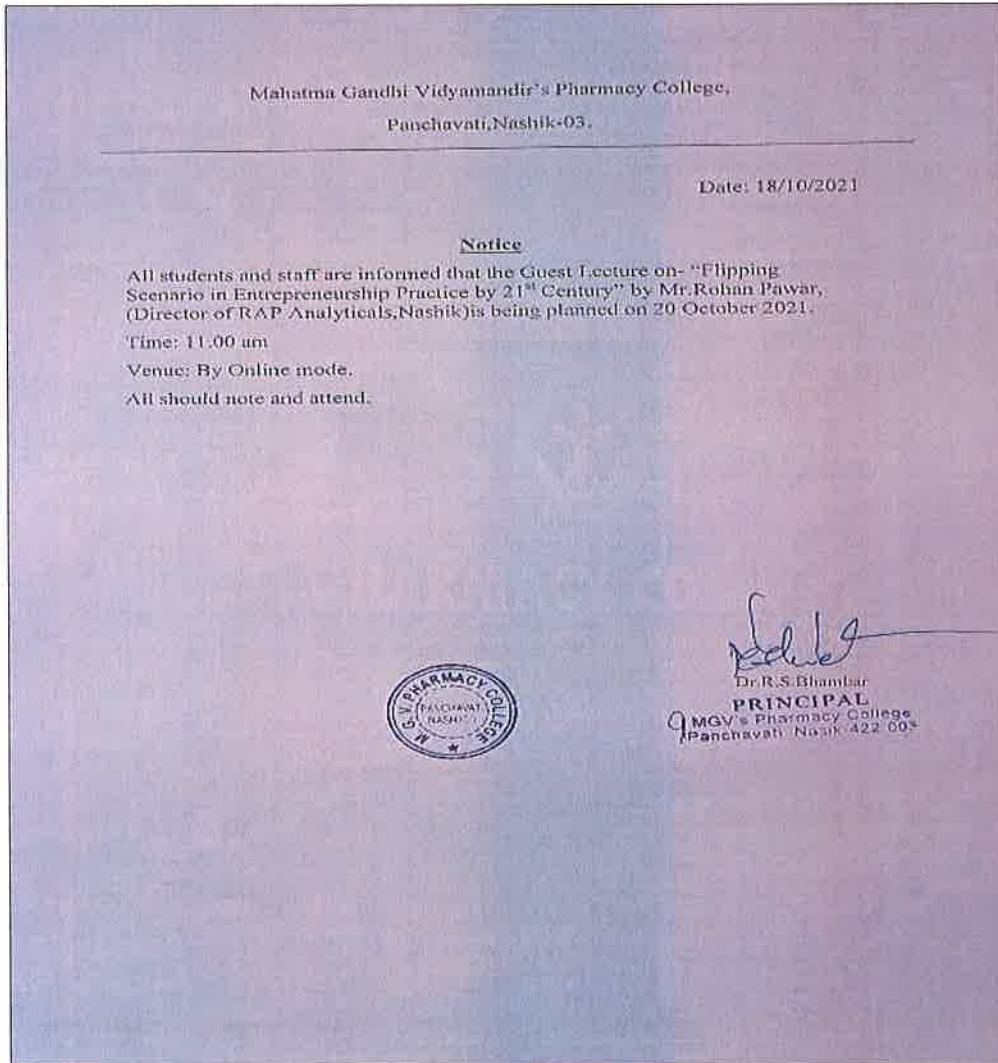 Mahatma Gandhi Vidyamandir's Pharmacy College,
Panchavati,Nashik-03.
Date: 18/10/2021
Notice
All students and staff are informed that the Guest Lecture on- “Flipping
Scenario in Entrepreneurship Practice by 21st Century” by Mr.Rohan Pawar,
(Director of RAP Analyticals,Nashik)is being planned on 20 October 2021.
Time: 11.00 am
Venue: By Online mode.
All should note and attend.
M.G.V. PHARMACY COLLEGE
PANCHAVATI
NASHIK
Dr.R.S.Bhambar
PRINCIPAL
MGV's Pharmacy College
Panchavati Nasik-422 003